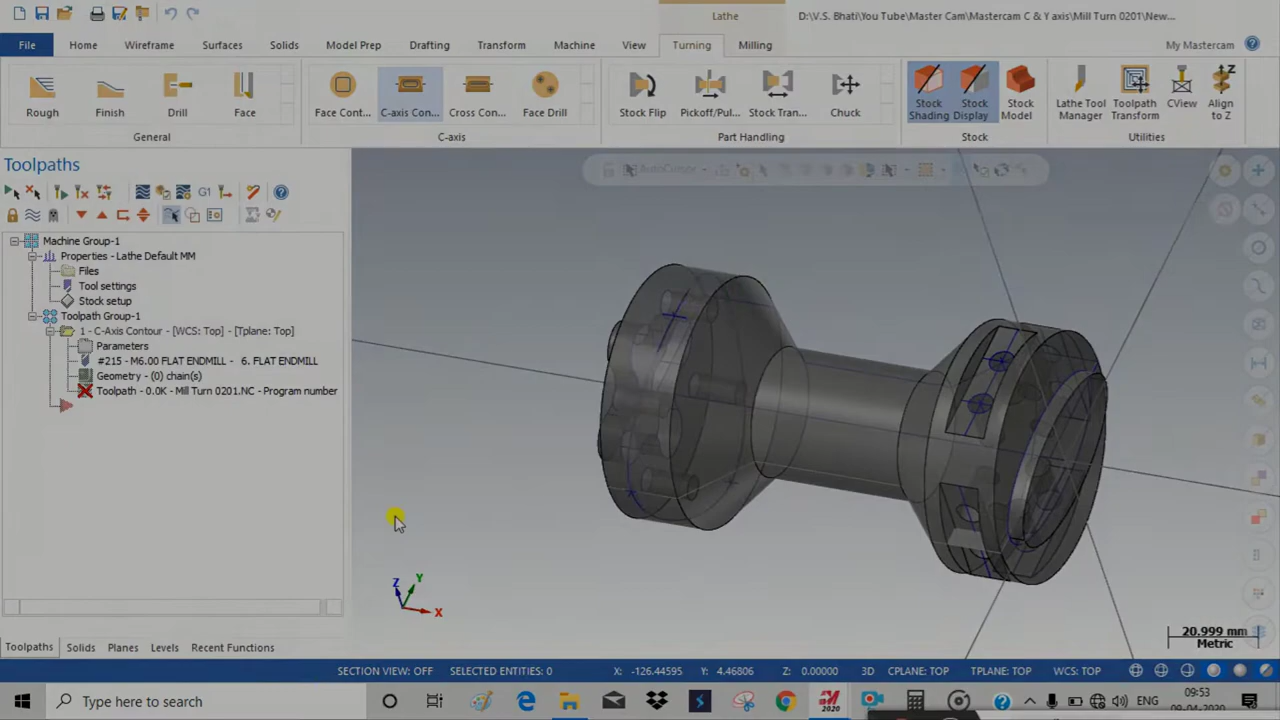 Lathe
D:\V.S. Bhati\You Tube\Master Cam\Mastercam C & Y axis\Mill Turn 0201\New...
File Home Wireframe Surfaces Solids Model Prep Drafting Transform Machine View Turning Milling My Mastercam
Rough Finish Drill Face Face Cont... C-axis Con... Cross Con... Face Drill Stock Flip Pickoff/Pul... Stock Tran... Chuck Stock Shading Stock Display Stock Model Lathe Tool Manager Toolpath Transform CView Align to Z
General C-axis Part Handling Stock Utilities
Toolpaths
AutoCursor
G1
Machine Group-1
Properties - Lathe Default MM
Files
Tool settings
Stock setup
Toolpath Group-1
1 - C-Axis Contour - [WCS: Top] - [Tplane: Top]
Parameters
#215 - M6.00 FLAT ENDMILL - 6. FLAT ENDMILL
Geometry - (0) chain(s)
Toolpath - 0.0K - Mill Turn 0201.NC - Program number
Z Y X
20.999 mm
Metric
Toolpaths Solids Planes Levels Recent Functions
SECTION VIEW: OFF SELECTED ENTITIES: 0 X: -126.44595 Y: 4.46806 Z: 0.00000 3D CPLANE: TOP TPLANE: TOP WCS: TOP
Type here to search
2020
ENG
09:53
09-04-2020